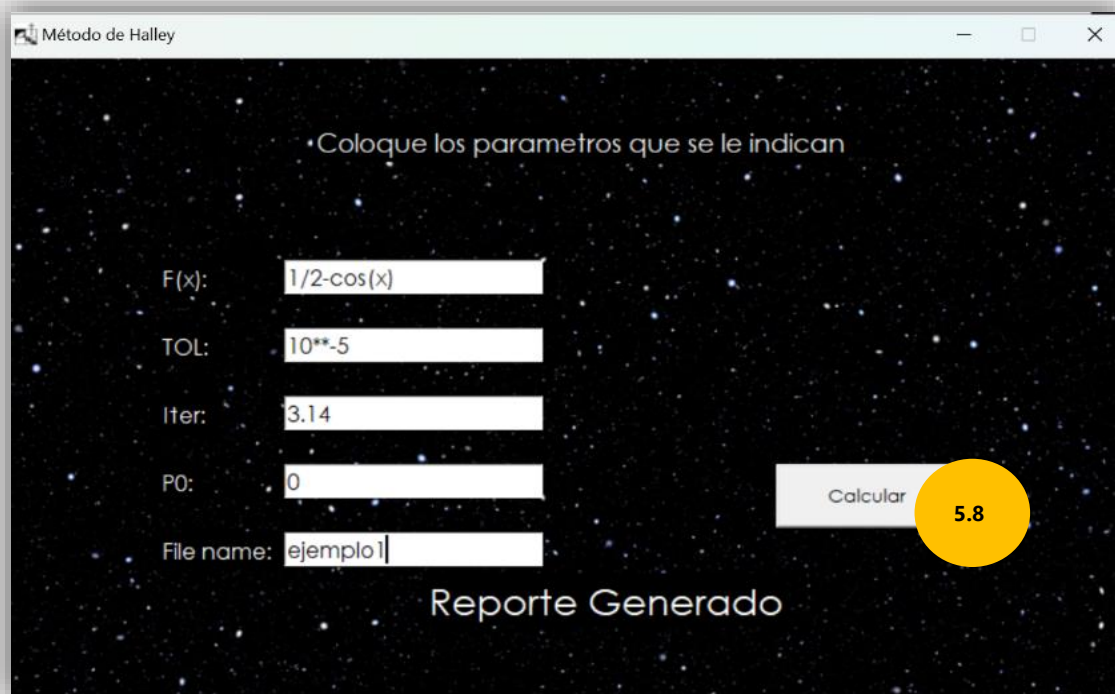 Método de Halley
Coloque los parametros que se le indican
F(x): 1/2-cos(x)
TOL: 10**-5
Iter: 3.14
P0: 0
Calcular
5.8
File name: ejemplo1
Reporte Generado